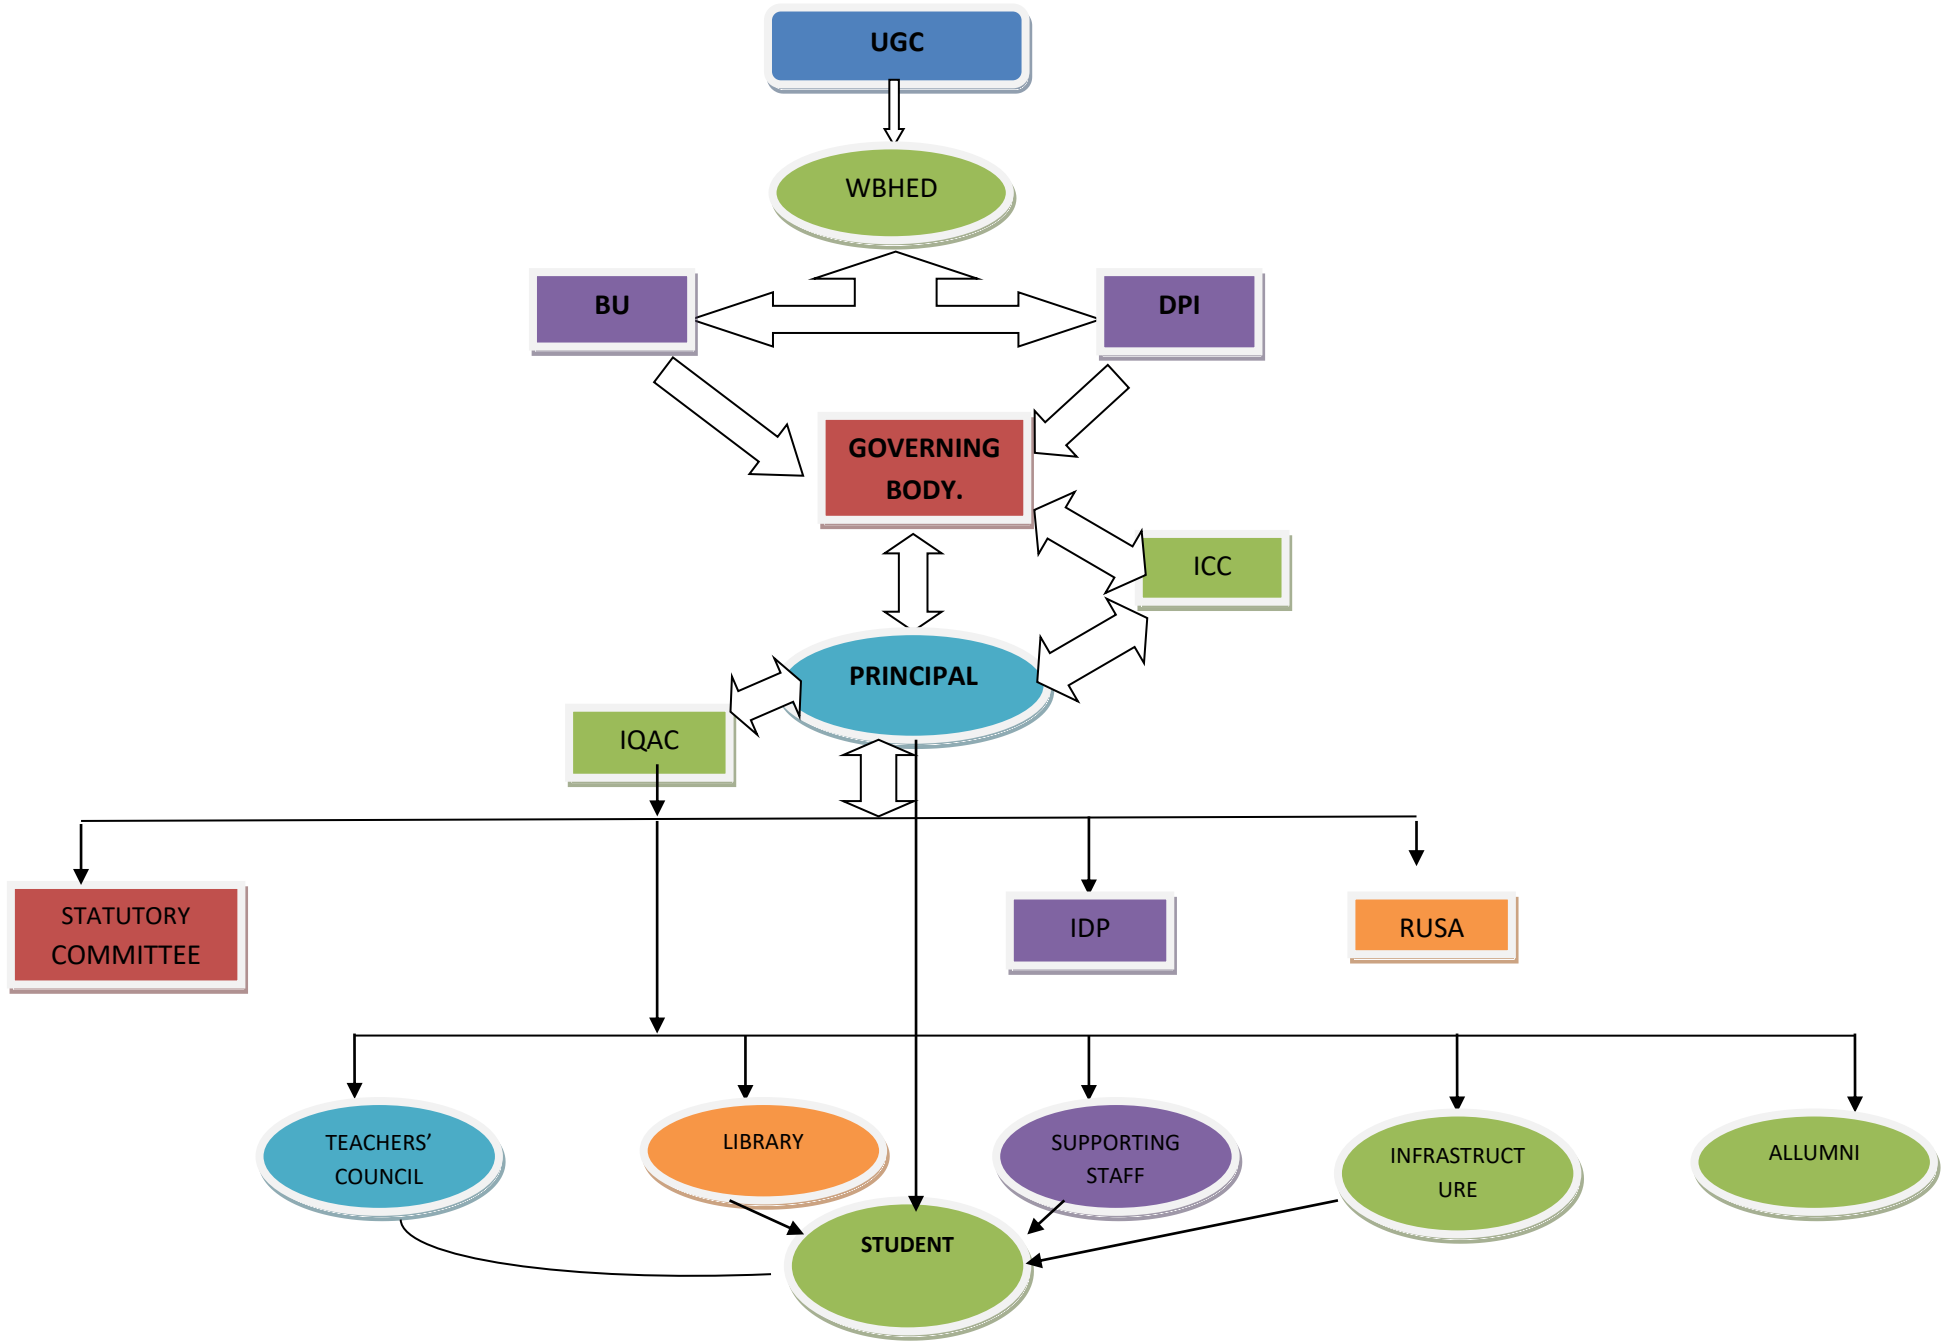 UGC
WBHED
BU
DPI
GOVERNING
BODY.
ICC
PRINCIPAL
IQAC
STATUTORY
COMMITTEE
IDP
RUSA
TEACHERS’
COUNCIL
LIBRARY
SUPPORTING
STAFF
INFRASTRUCT
URE
ALLUMNI
STUDENT